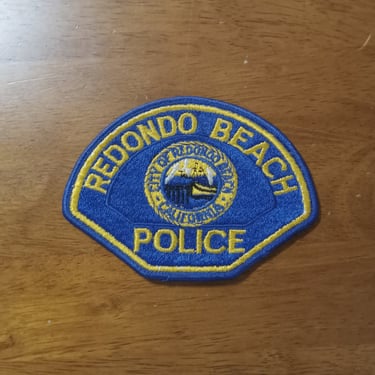 REDONDO BEACH
CITY OF REDONDO BEACH
CALIFORNIA
POLICE